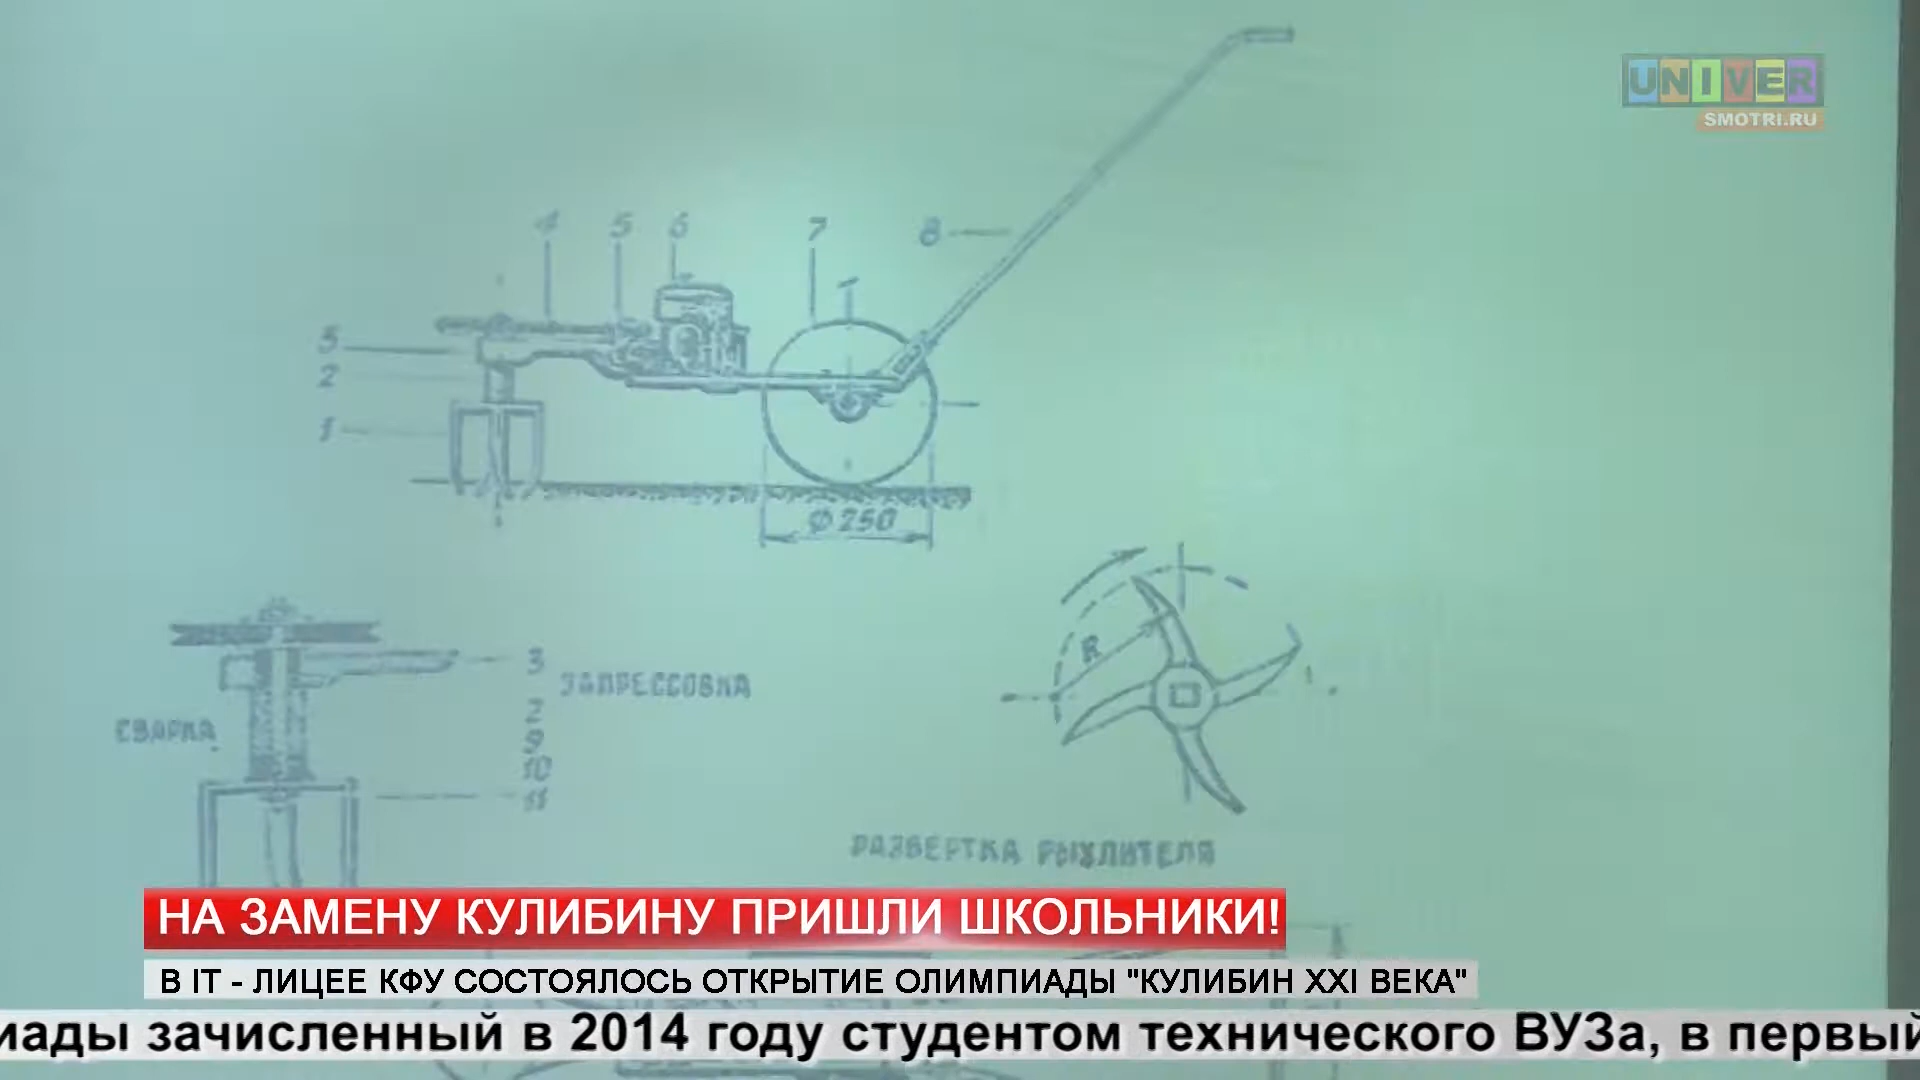 UNIVER
SMOTRI.RU
4 5 6 7 8
3
2
1
Ф 250
R
3
ЗАПРЕССОВКА
СВАРКА
2
9
10
11
РАЗВЕРТКА РЫХЛИТЕЛЯ
НА ЗАМЕНУ КУЛИБИНУ ПРИШЛИ ШКОЛЬНИКИ!
В IT - ЛИЦЕЕ КФУ СОСТОЯЛОСЬ ОТКРЫТИЕ ОЛИМПИАДЫ "КУЛИБИН XXI ВЕКА"
иады зачисленный в 2014 году студентом технического ВУЗа, в первый